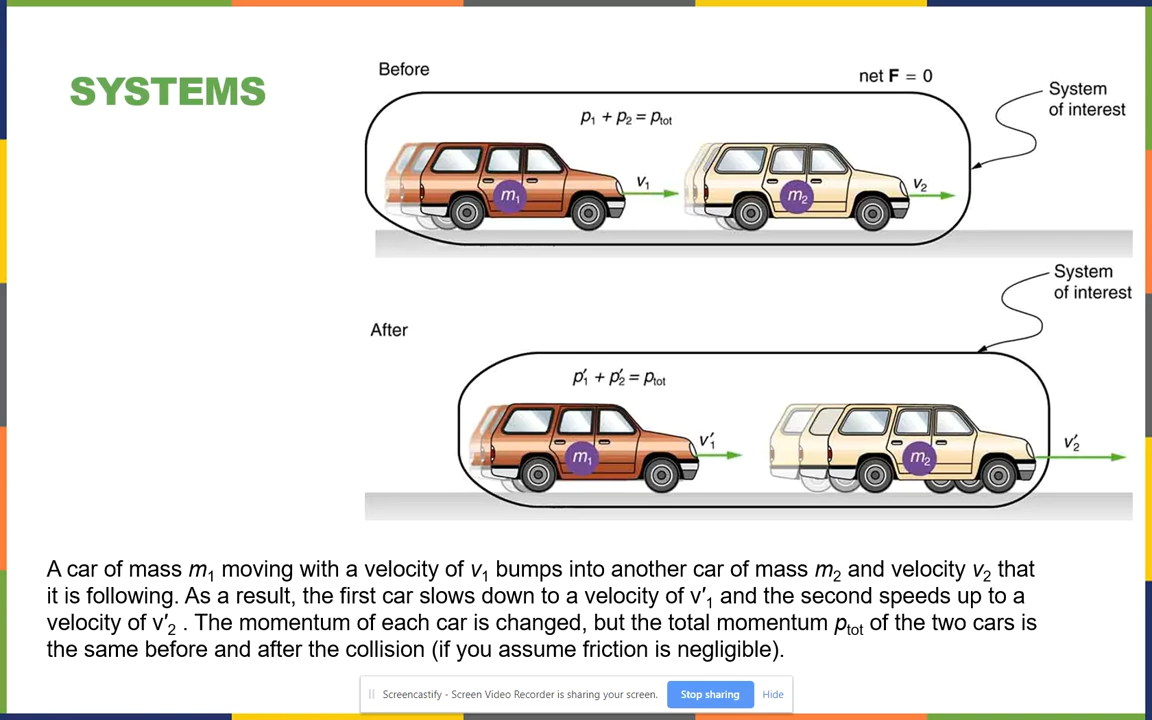 SYSTEMS
Before
net F = 0
System
of interest
p₁ + p₂ = pₜₒₜ
v₁
v₂
m₁
m₂
System
of interest
After
p′₁ + p′₂ = pₜₒₜ
v′₁
v′₂
m₁
m₂
A car of mass m₁ moving with a velocity of v₁ bumps into another car of mass m₂ and velocity v₂ that
it is following. As a result, the first car slows down to a velocity of v′₁ and the second speeds up to a
velocity of v′₂ . The momentum of each car is changed, but the total momentum pₜₒₜ of the two cars is
the same before and after the collision (if you assume friction is negligible).
Screencastify - Screen Video Recorder is sharing your screen. Stop sharing Hide